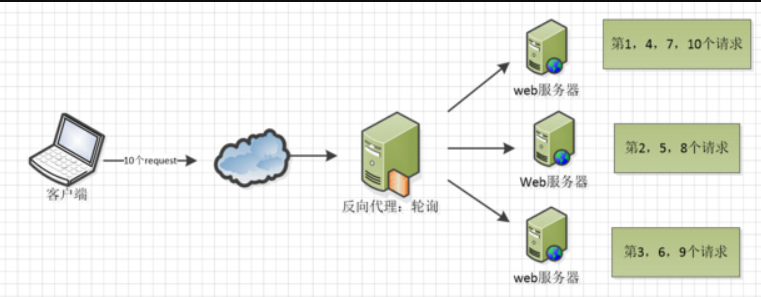 第1，4，7，10个请求
web服务器
第2，5，8个请求
10个request
Web服务器
客户端
反向代理：轮询
第3，6，9个请求
web服务器